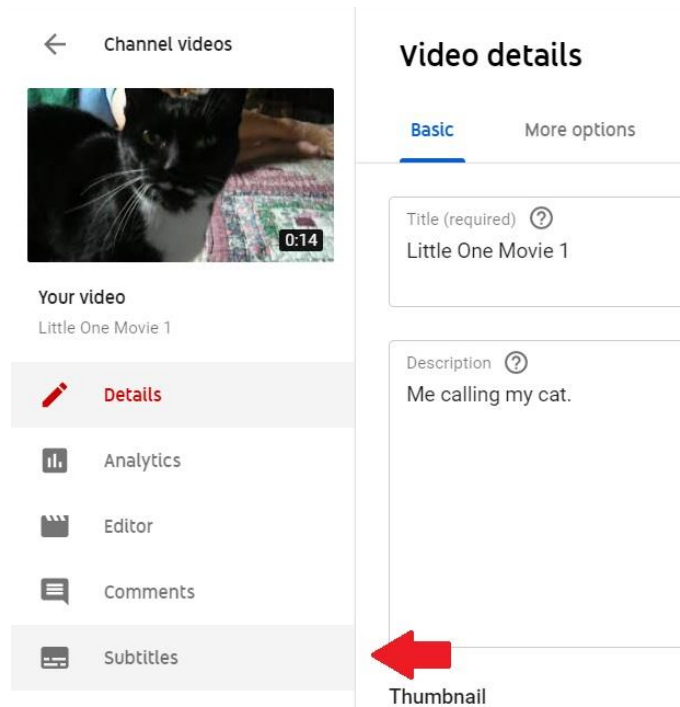 Channel videos
0:14
Your video
Little One Movie 1
Details
Analytics
Editor
Comments
Subtitles
Video details
Basic More options
Title (required) ?
Little One Movie 1
Description ?
Me calling my cat.
Thumbnail